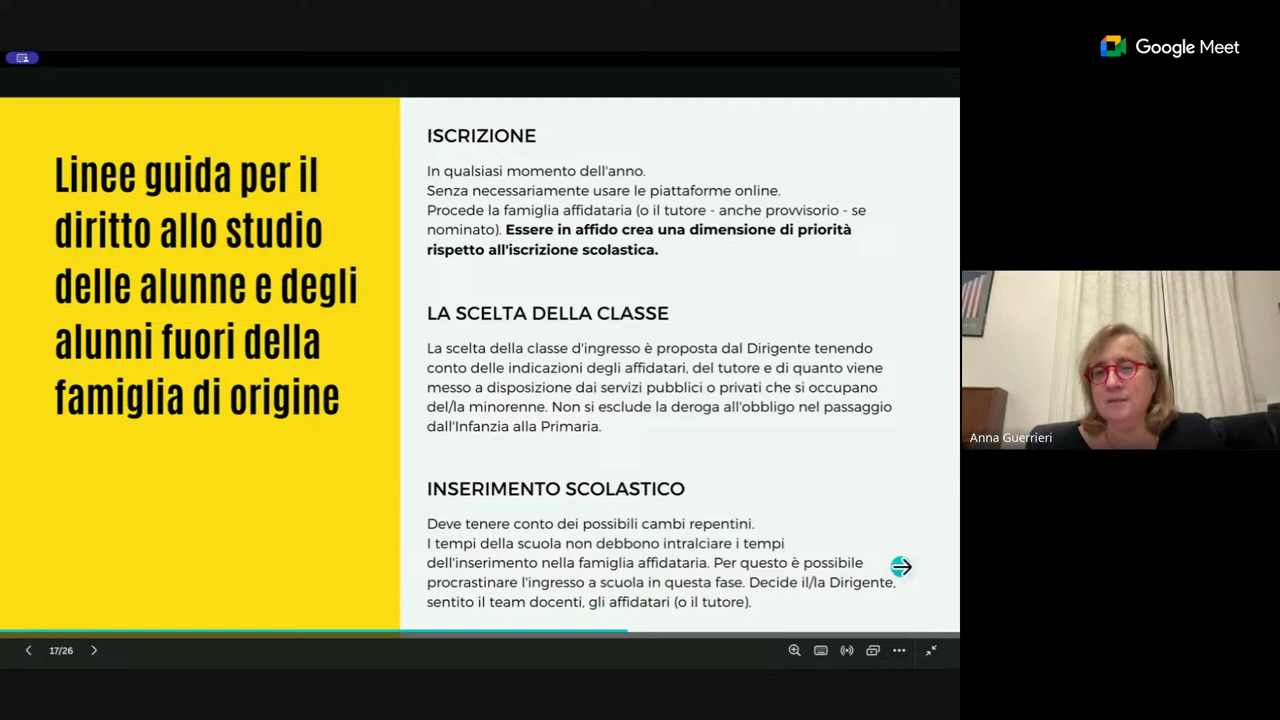 Google Meet
Linee guida per il
diritto allo studio
delle alunne e degli
alunni fuori della
famiglia di origine
ISCRIZIONE
In qualsiasi momento dell'anno.
Senza necessariamente usare le piattaforme online.
Procede la famiglia affidataria (o il tutore - anche provvisorio - se
nominato). Essere in affido crea una dimensione di priorità
rispetto all'iscrizione scolastica.
LA SCELTA DELLA CLASSE
La scelta della classe d'ingresso è proposta dal Dirigente tenendo
conto delle indicazioni degli affidatari, del tutore e di quanto viene
messo a disposizione dai servizi pubblici o privati che si occupano
del/la minorenne. Non si esclude la deroga all'obbligo nel passaggio
dall'Infanzia alla Primaria.
INSERIMENTO SCOLASTICO
Deve tenere conto dei possibili cambi repentini.
I tempi della scuola non debbono intralciare i tempi
dell'inserimento nella famiglia affidataria. Per questo è possibile
procrastinare l'ingresso a scuola in questa fase. Decide il/la Dirigente,
sentito il team docenti, gli affidatari (o il tutore).
17/26
Anna Guerrieri